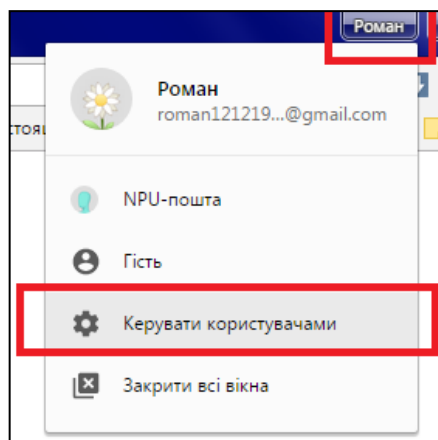 Роман
Роман
roman121219...@gmail.com
NPU-пошта
Гість
Керувати користувачами
Закрити всі вікна